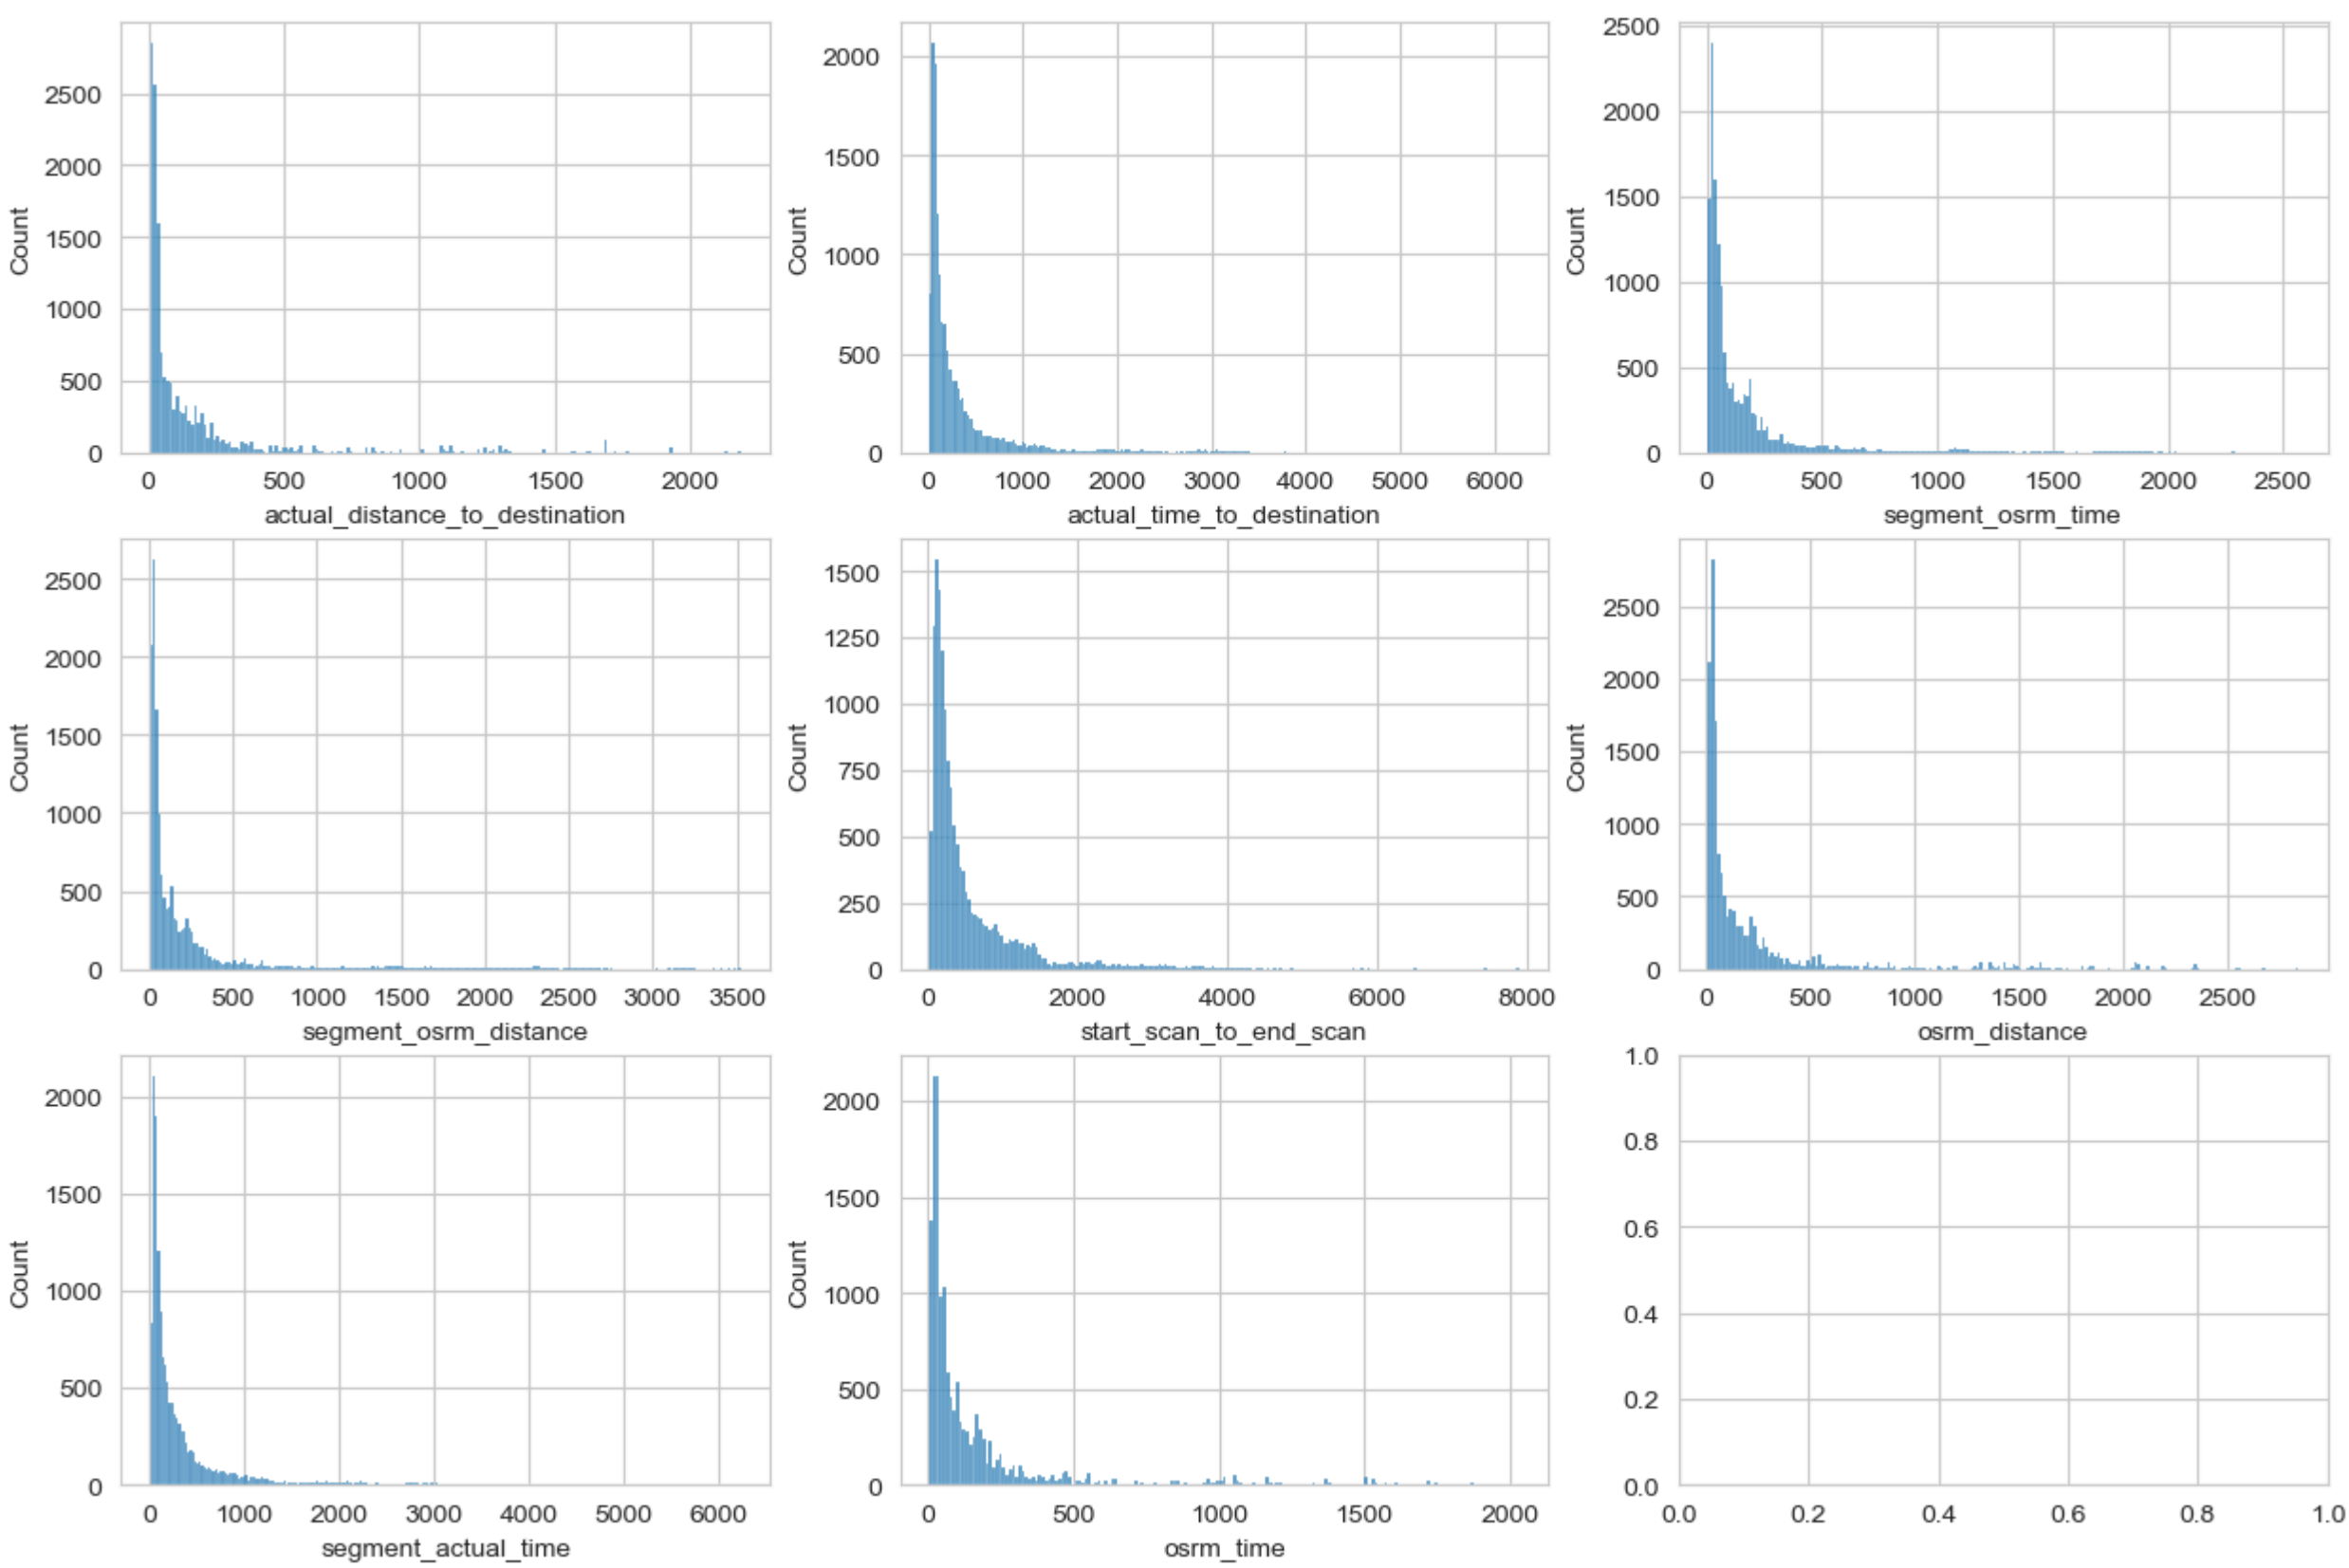 2500
2000
1500
1000
500
0
Count
0 500 1000 1500 2000
actual_distance_to_destination
2000
1500
1000
500
0
Count
0 1000 2000 3000 4000 5000 6000
actual_time_to_destination
2500
2000
1500
1000
500
0
Count
0 500 1000 1500 2000 2500
segment_osrm_time
2500
2000
1500
1000
500
0
Count
0 500 1000 1500 2000 2500 3000 3500
segment_osrm_distance
1500
1250
1000
750
500
250
0
Count
0 2000 4000 6000 8000
start_scan_to_end_scan
2500
2000
1500
1000
500
0
Count
0 500 1000 1500 2000 2500
osrm_distance
2000
1500
1000
500
0
Count
0 1000 2000 3000 4000 5000 6000
segment_actual_time
2000
1500
1000
500
0
Count
0 500 1000 1500 2000
osrm_time
1.0
0.8
0.6
0.4
0.2
0.0
0.0 0.2 0.4 0.6 0.8 1.0